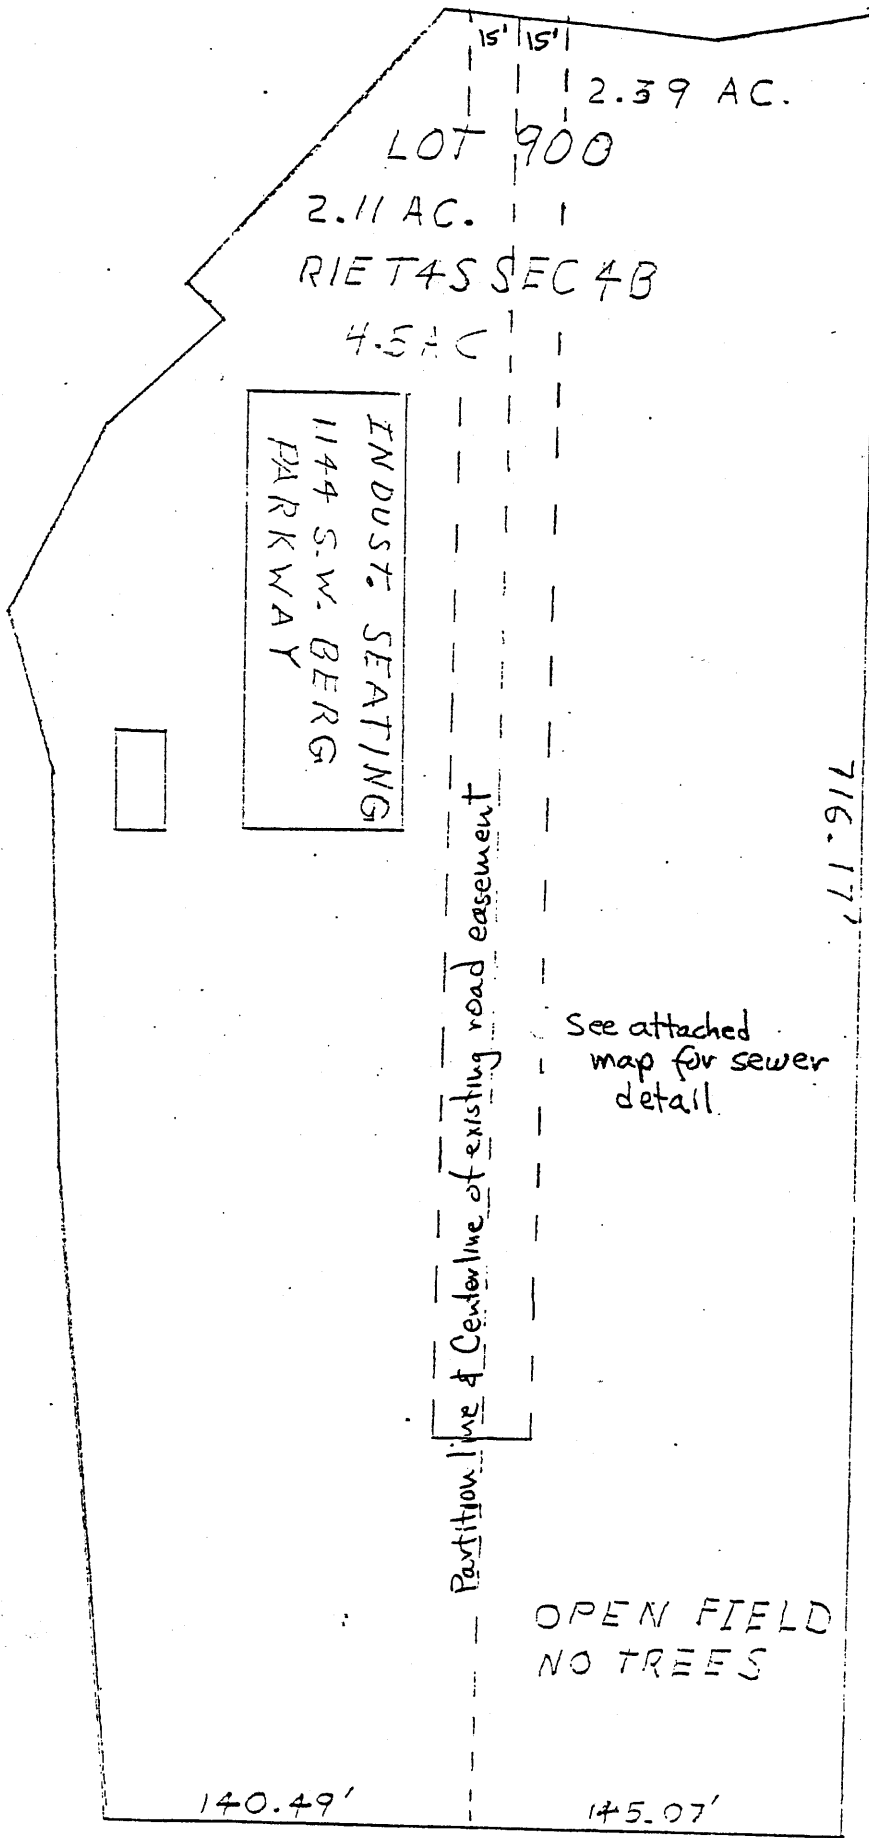 15' 15'
2.39 AC.
LOT 900
2.11 AC.
R1E T4S SEC 4B
4.5 AC
INDUST. SEATING
1144 S.W. BERG
PARKWAY
716.17'
Partition line & Centerline of existing road easement
See attached
map for sewer
detail
OPEN FIELD
NO TREES
140.49' 145.07'